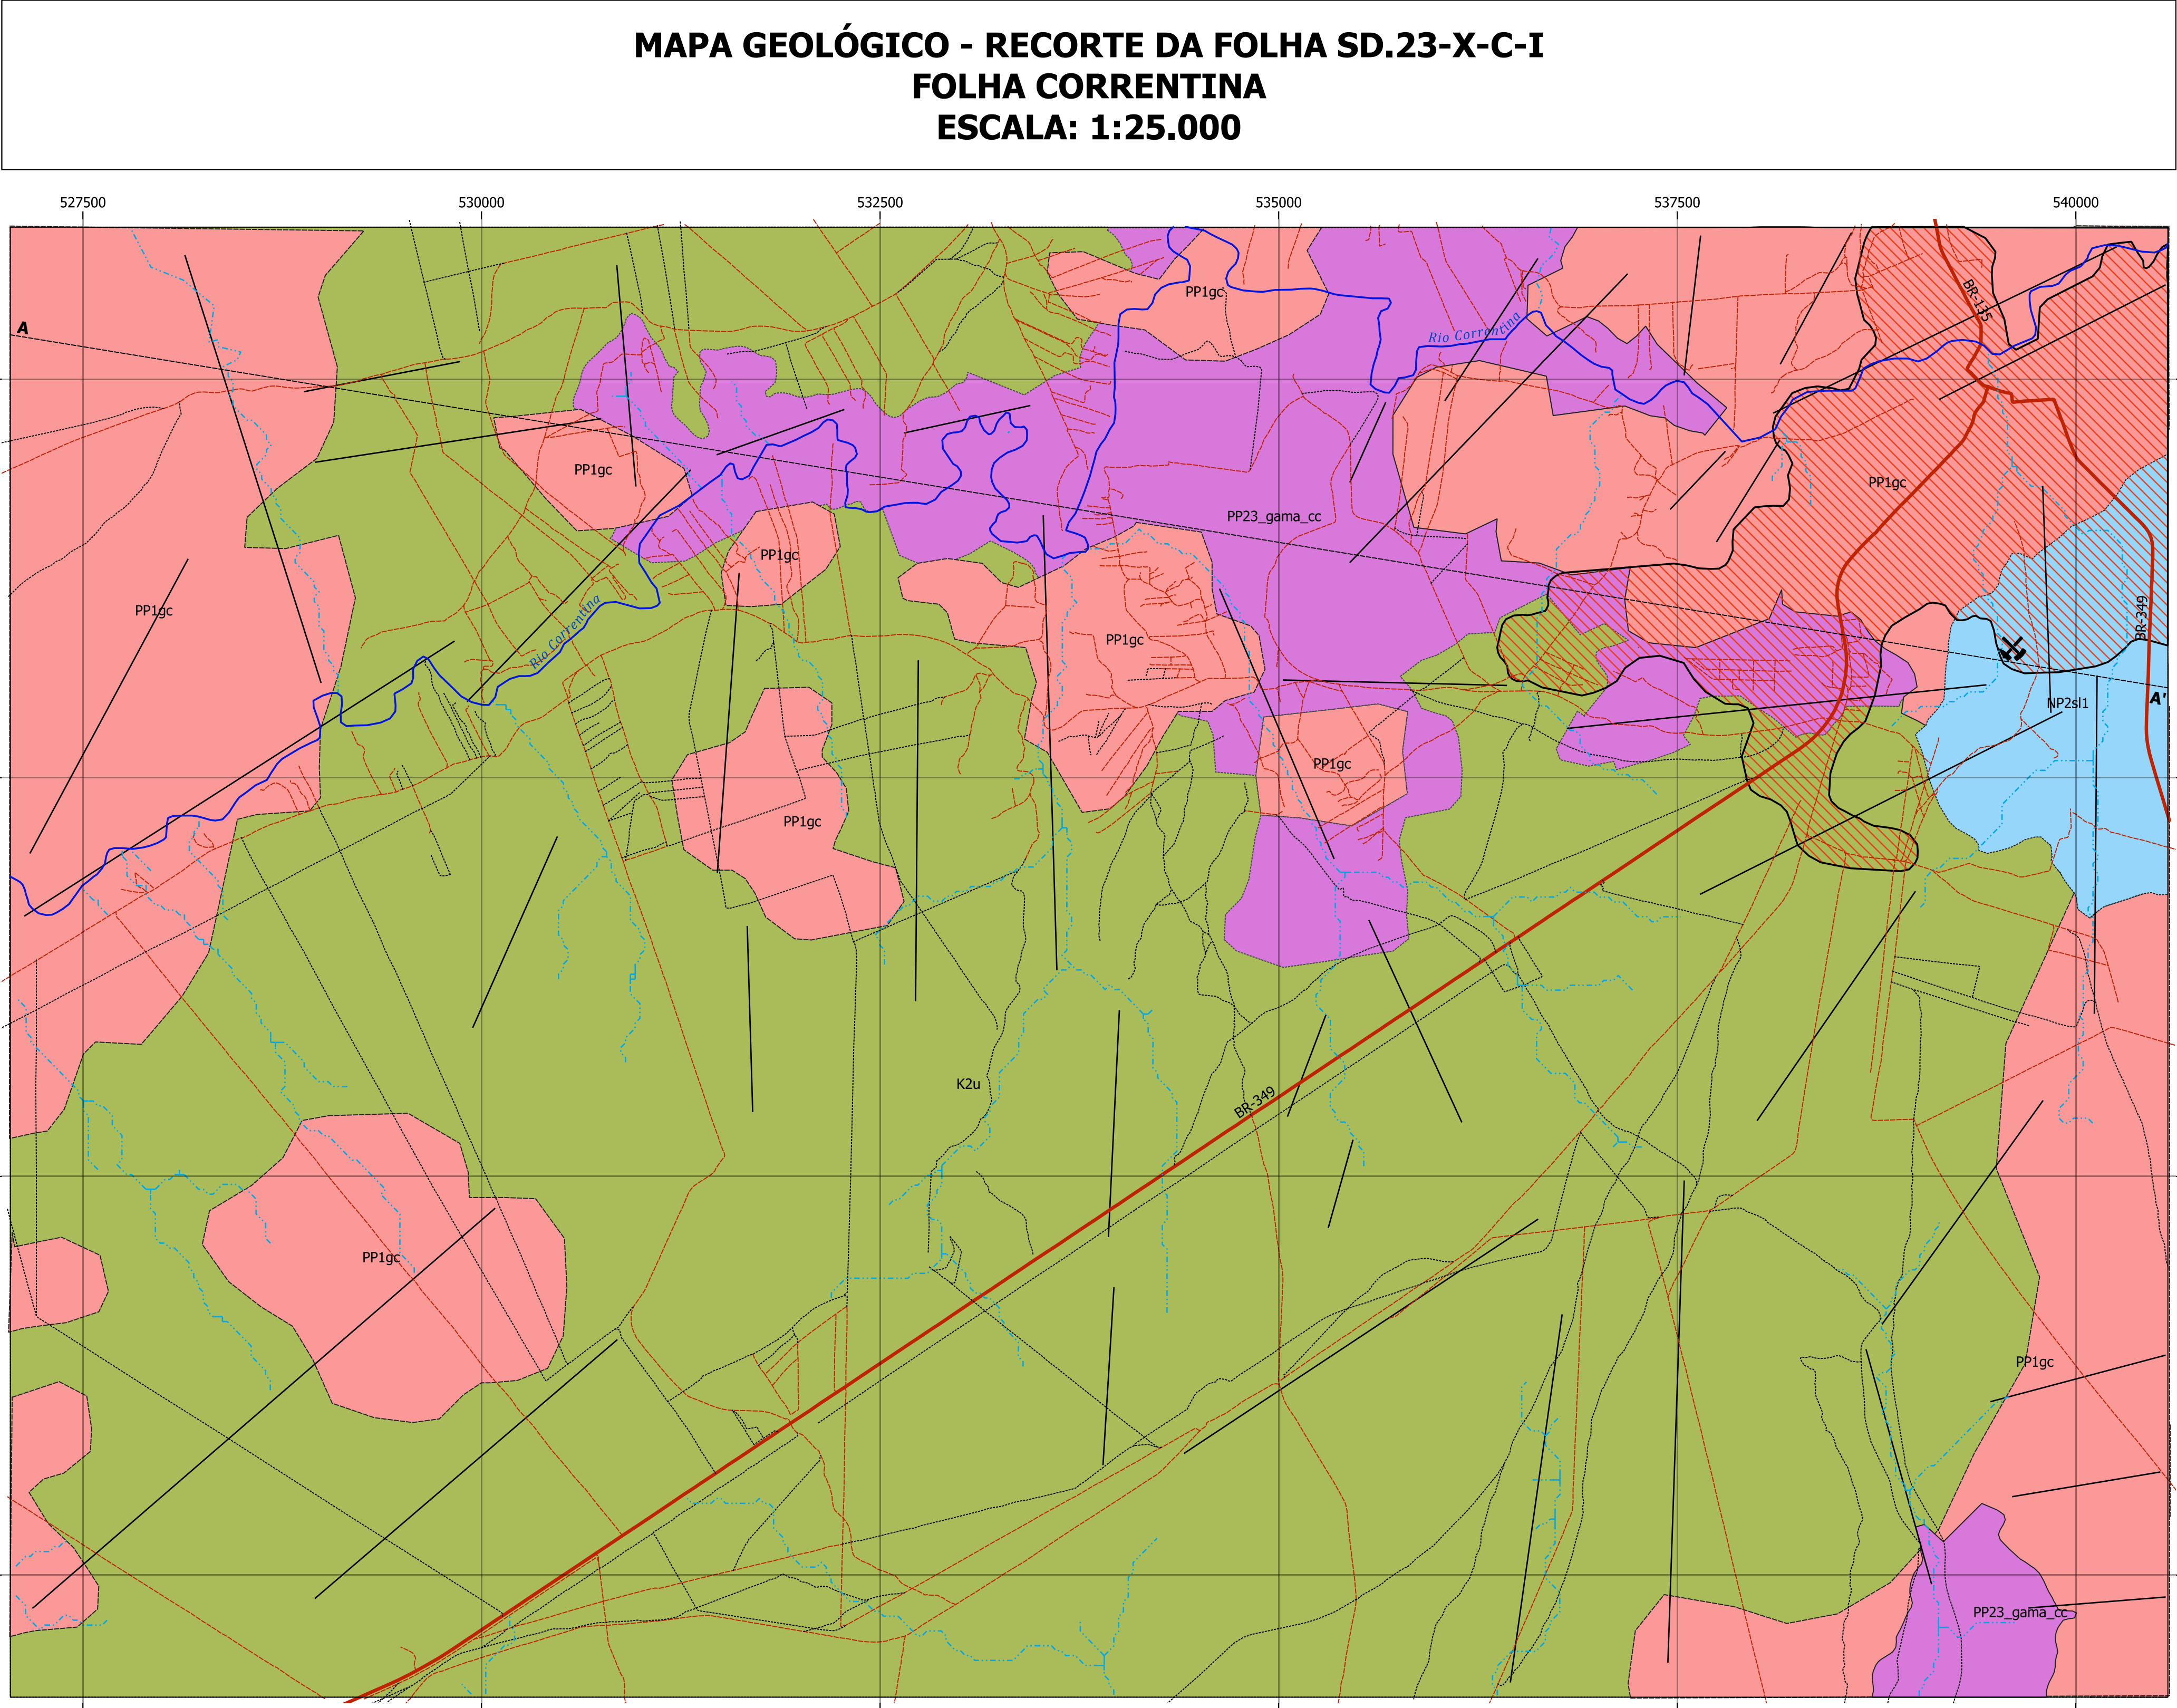 MAPA GEOLÓGICO - RECORTE DA FOLHA SD.23-X-C-I
FOLHA CORRENTINA
ESCALA: 1:25.000
527500 530000 532500 535000 537500 540000
PP1gc
BR-135
A
Rio Correntina
PP1gc
PP1gc
PP23_gama_cc
PP1gc
PP1gc
BR-349
Rio Correntina
PP1gc
A'
NP2sl1
PP1gc
PP1gc
K2u
BR-349
PP1gc
PP1gc
PP23_gama_cc